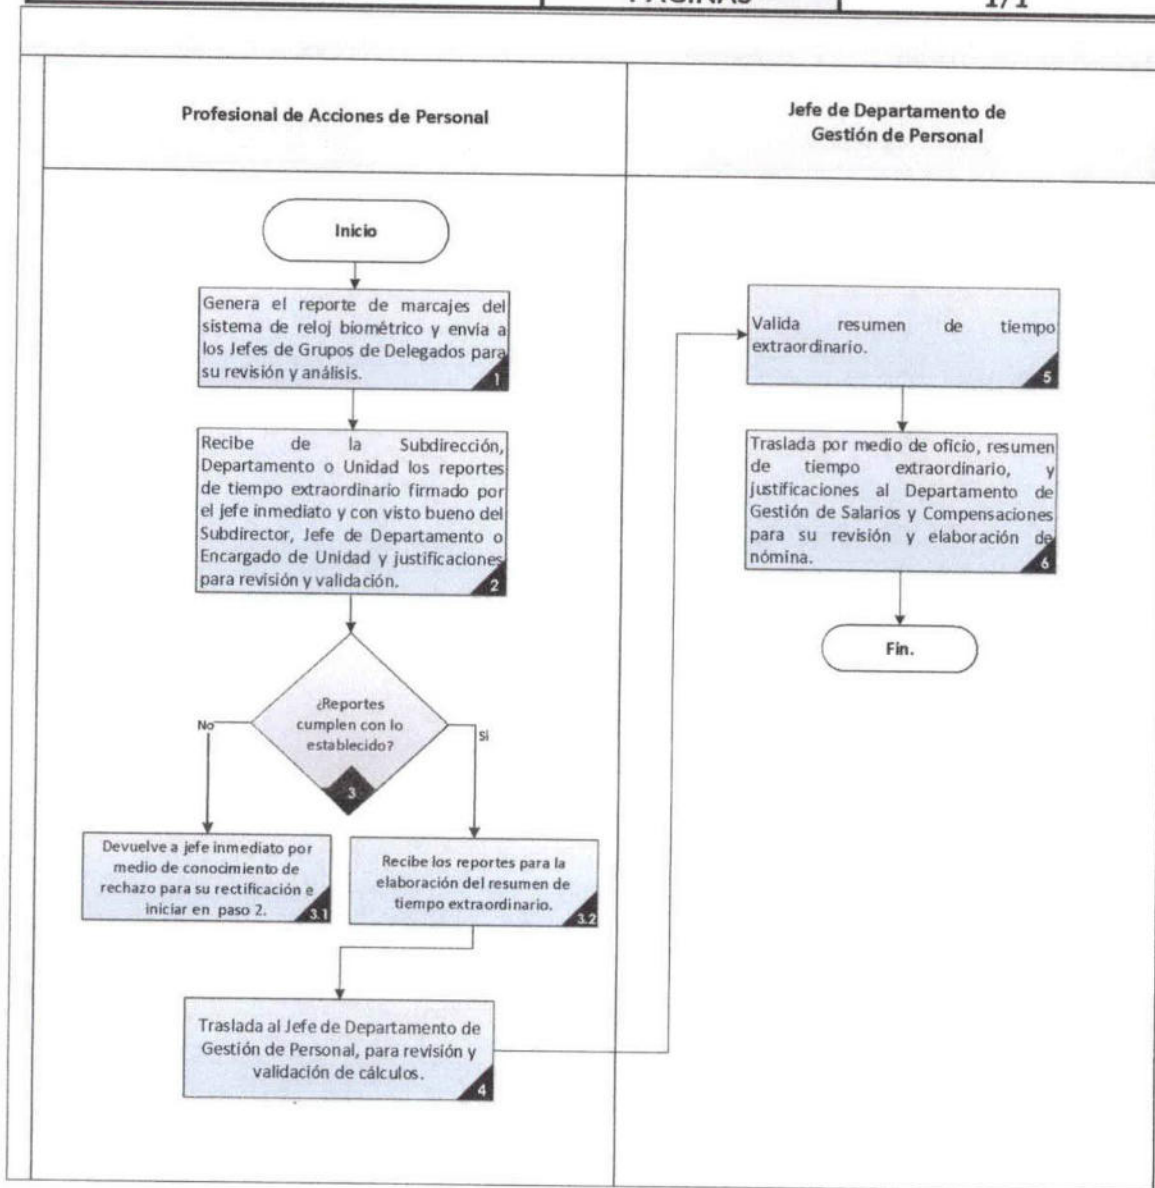 PÁGINAS
1/1
Profesional de Acciones de Personal
Jefe de Departamento de
Gestión de Personal
Inicio
Genera el reporte de marcajes del
sistema de reloj biométrico y envía a
los Jefes de Grupos de Delegados para
su revisión y análisis.
1
Recibe de la Subdirección,
Departamento o Unidad los reportes
de tiempo extraordinario firmado por
el jefe inmediato y con visto bueno del
Subdirector, Jefe de Departamento o
Encargado de Unidad y justificaciones
para revisión y validación.
2
¿Reportes
cumplen con lo
establecido?
3
No
Si
Devuelve a jefe inmediato por
medio de conocimiento de
rechazo para su rectificación e
iniciar en paso 2.
3.1
Recibe los reportes para la
elaboración del resumen de
tiempo extraordinario.
3.2
Traslada al Jefe de Departamento de
Gestión de Personal, para revisión y
validación de cálculos.
4
Valida resumen de tiempo
extraordinario.
5
Traslada por medio de oficio, resumen
de tiempo extraordinario, y
justificaciones al Departamento de
Gestión de Salarios y Compensaciones
para su revisión y elaboración de
nómina.
6
Fin.